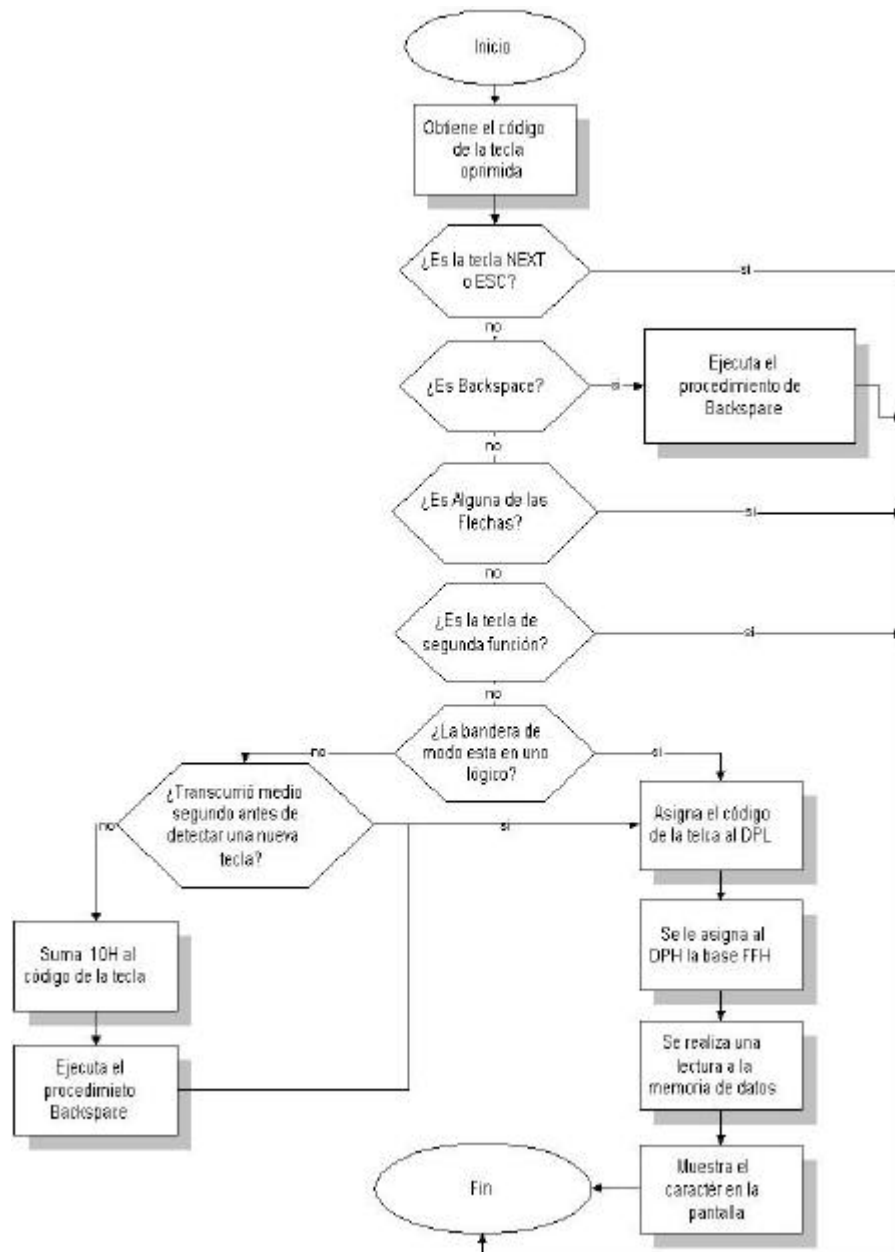 Inicio
Obtiene el código
de la tecla
oprimida
¿Es la tecla NEXT
o ESC?
si
no
¿Es Backspace?
si
Ejecuta el
procedimiento de
Backspace
no
¿Es Alguna de las
Flechas?
si
no
¿Es la tecla de
segunda función?
si
no
¿La bandera de
modo esta en uno
lógico?
no
si
¿Transcurrió medio
segundo antes de
detectar una nueva
tecla?
no
si
Asigna el código
de la telca al DPL
Suma 10H al
código de la tecla
Se le asigna al
DPH la base FFH
Ejecuta el
procedimieto
Backspace
Se realiza una
lectura a la
memoria de datos
Muestra el
caractér en la
pantalla
Fin